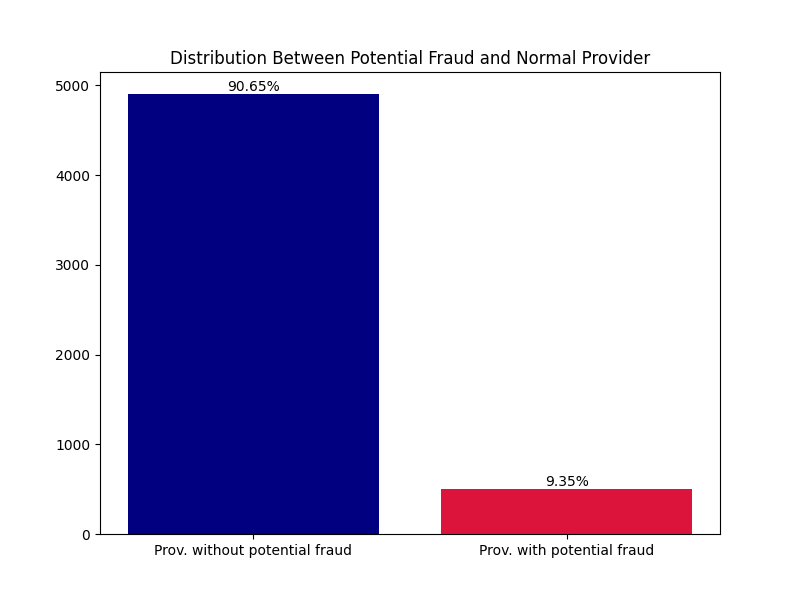 Distribution Between Potential Fraud and Normal Provider
5000
4000
3000
2000
1000
0
90.65%
9.35%
Prov. without potential fraud
Prov. with potential fraud